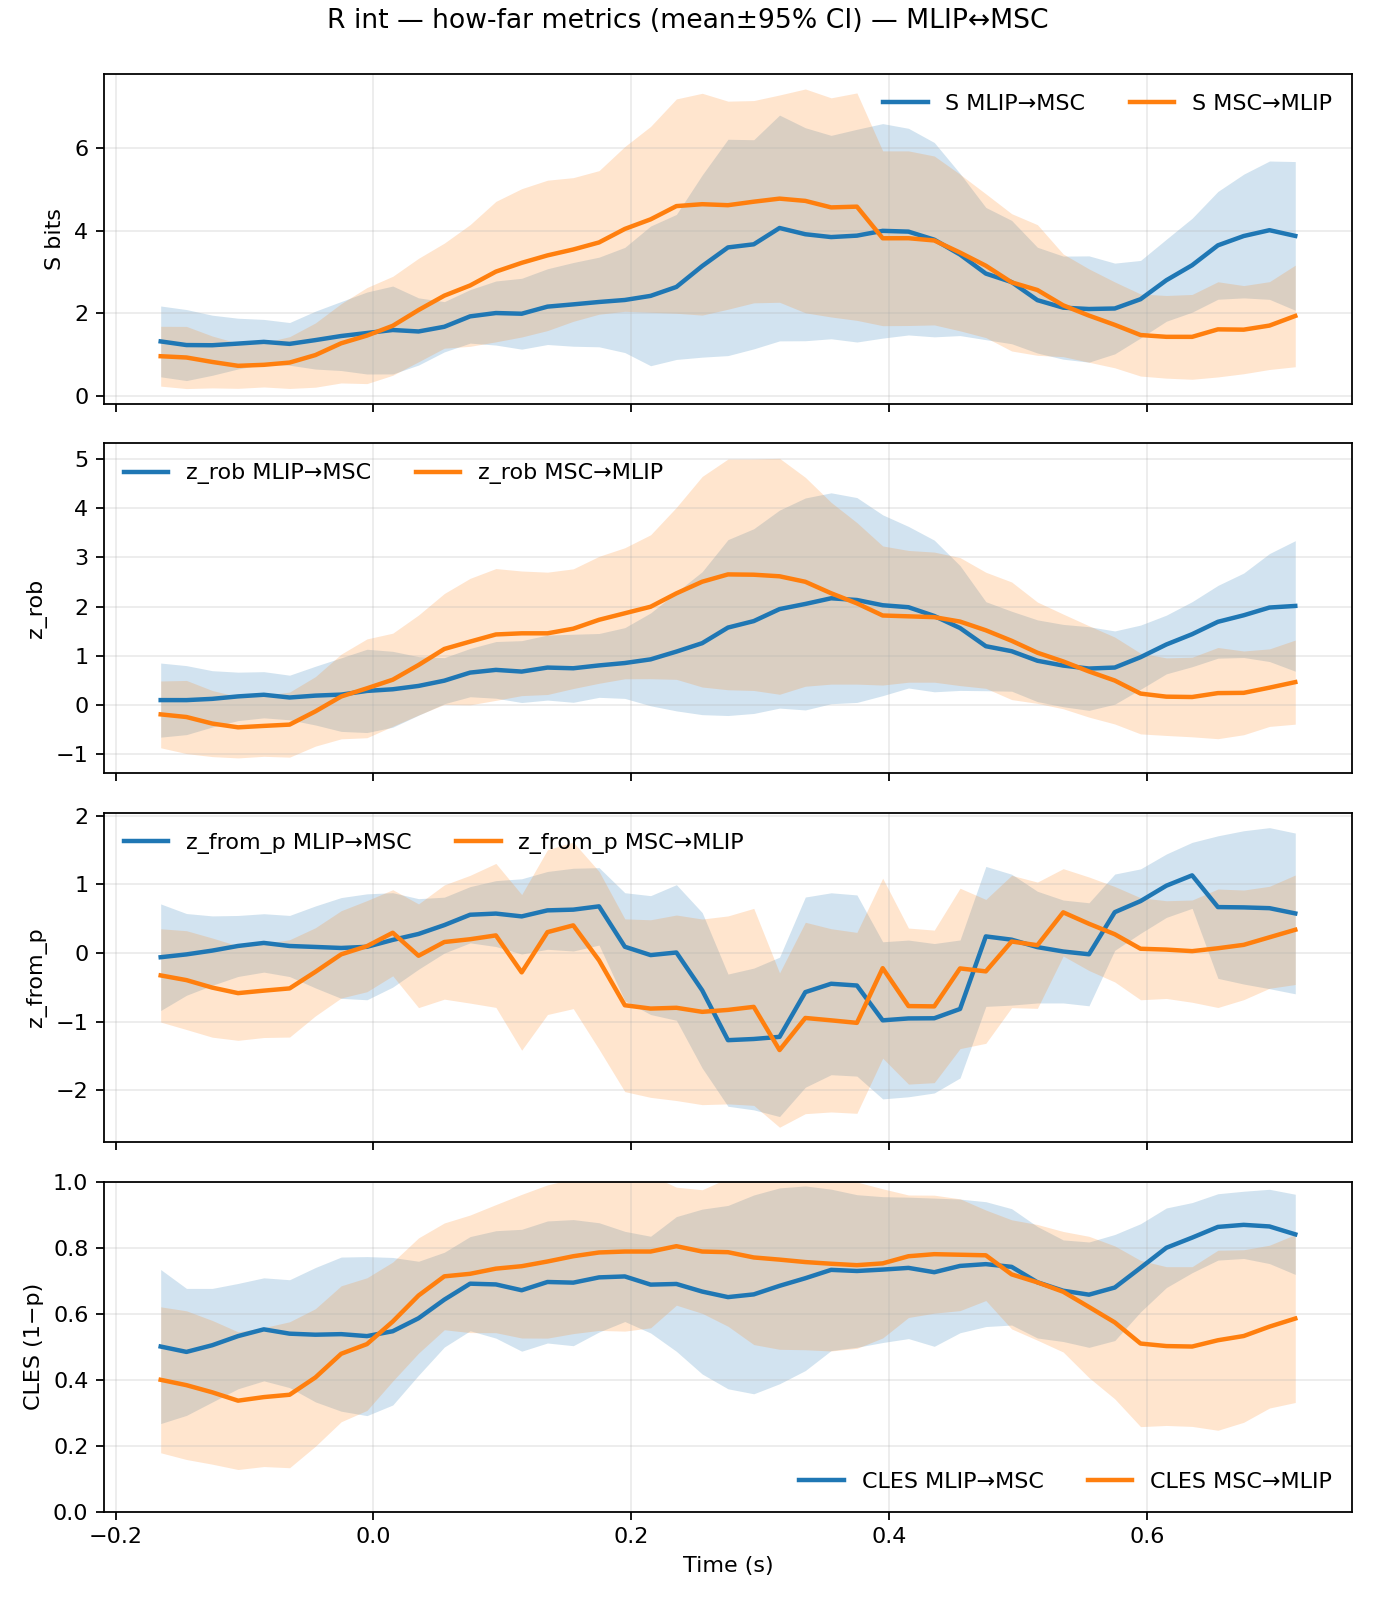 R int — how-far metrics (mean±95% CI) — MLIP↔MSC
S MLIP→MSC S MSC→MLIP
6
4
2
0
S bits
z_rob MLIP→MSC z_rob MSC→MLIP
5
4
3
2
1
0
−1
z_rob
z_from_p MLIP→MSC z_from_p MSC→MLIP
2
1
0
−1
−2
z_from_p
1.0
0.8
0.6
0.4
0.2
0.0
CLES (1−p)
CLES MLIP→MSC CLES MSC→MLIP
−0.2 0.0 0.2 0.4 0.6
Time (s)